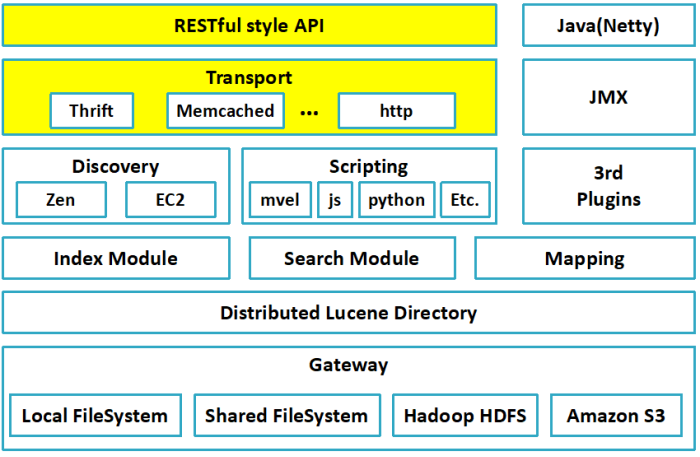 RESTful style API
Java(Netty)
Transport
Thrift
Memcached
...
http
JMX
Discovery
Zen
EC2
Scripting
mvel
js
python
Etc.
3rd
Plugins
Index Module
Search Module
Mapping
Distributed Lucene Directory
Gateway
Local FileSystem
Shared FileSystem
Hadoop HDFS
Amazon S3